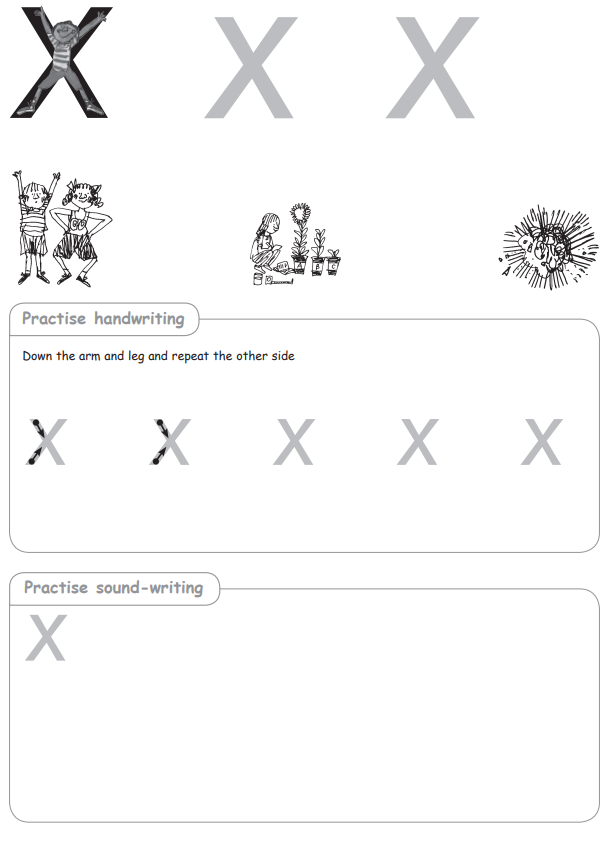 x x x
A B C
Practise handwriting
Down the arm and leg and repeat the other side
x x x x x
Practise sound-writing
x